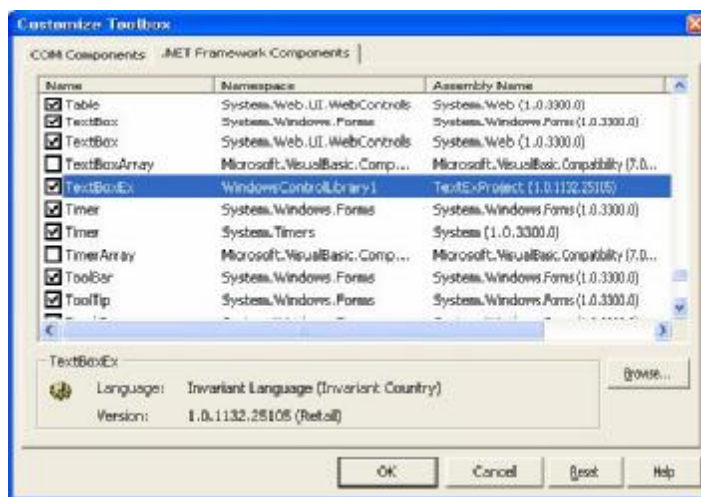 Customize Toolbox
COM Components .NET Framework Components
Name Namespace Assembly Name
Table System.Web.UI.WebControls System.Web (1.0.3300.0)
TextBox System.Windows.Forms System.Windows.Forms (1.0.3300.0)
TextBox System.Web.UI.WebControls System.Web (1.0.3300.0)
TextBoxArray Microsoft.VisualBasic.Comp... Microsoft.VisualBasic.Compatibility (7.0...
TextBoxEx WindowsControlLibrary1 TextExProject (1.0.1132.25105)
Timer System.Windows.Forms System.Windows.Forms (1.0.3300.0)
Timer System.Timers System (1.0.3300.0)
TimerArray Microsoft.VisualBasic.Comp... Microsoft.VisualBasic.Compatibility (7.0...
ToolBar System.Windows.Forms System.Windows.Forms (1.0.3300.0)
ToolTip System.Windows.Forms System.Windows.Forms (1.0.3300.0)
TextBoxEx
Language: Invariant Language (Invariant Country)
Version: 1.0.1132.25105 (Retail)
Browse...
OK Cancel Reset Help